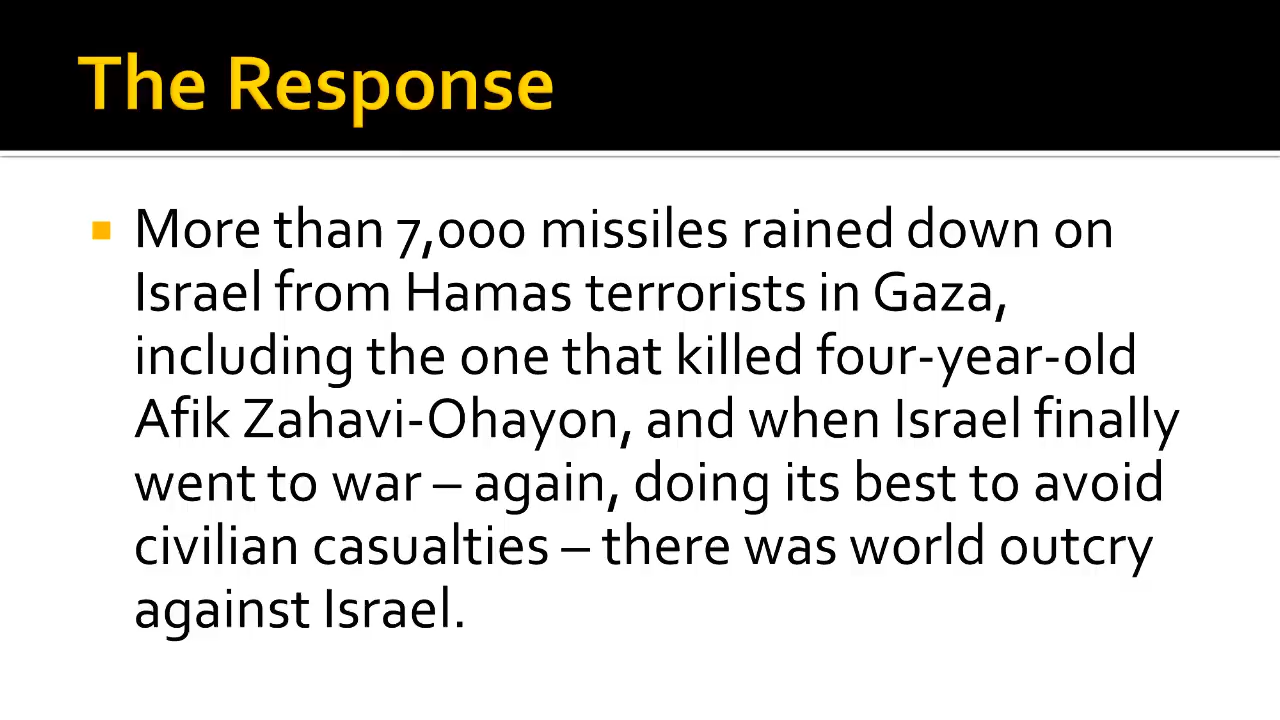 The Response
More than 7,000 missiles rained down on
Israel from Hamas terrorists in Gaza,
including the one that killed four-year-old
Afik Zahavi-Ohayon, and when Israel finally
went to war – again, doing its best to avoid
civilian casualties – there was world outcry
against Israel.